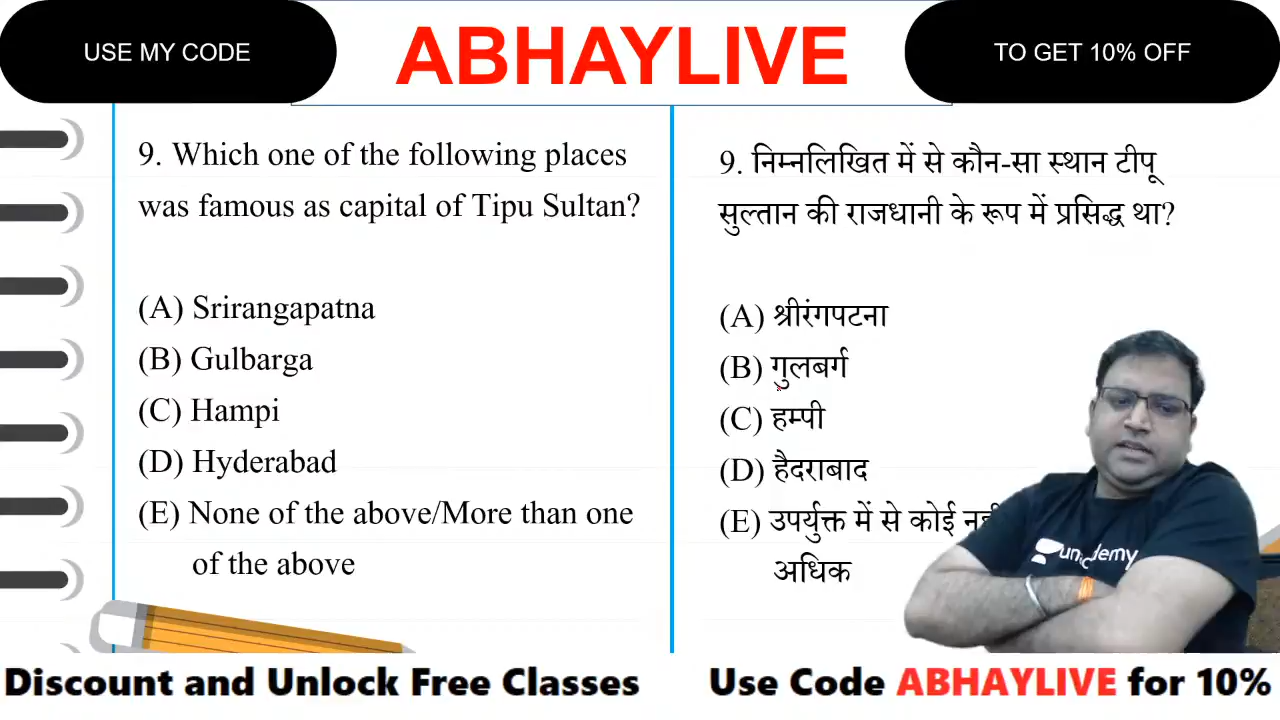 USE MY CODE
ABHAYLIVE
TO GET 10% OFF
9. Which one of the following places
was famous as capital of Tipu Sultan?
(A) Srirangapatna
(B) Gulbarga
(C) Hampi
(D) Hyderabad
(E) None of the above/More than one
of the above
9. निम्नलिखित में से कौन-सा स्थान टीपू
सुल्तान की राजधानी के रूप में प्रसिद्ध था?
(A) श्रीरंगपटना
(B) गुलबर्ग
(C) हम्पी
(D) हैदराबाद
(E) उपर्युक्त में से कोई
अधिक
unacademy
Discount and Unlock Free Classes
Use Code ABHAYLIVE for 10%